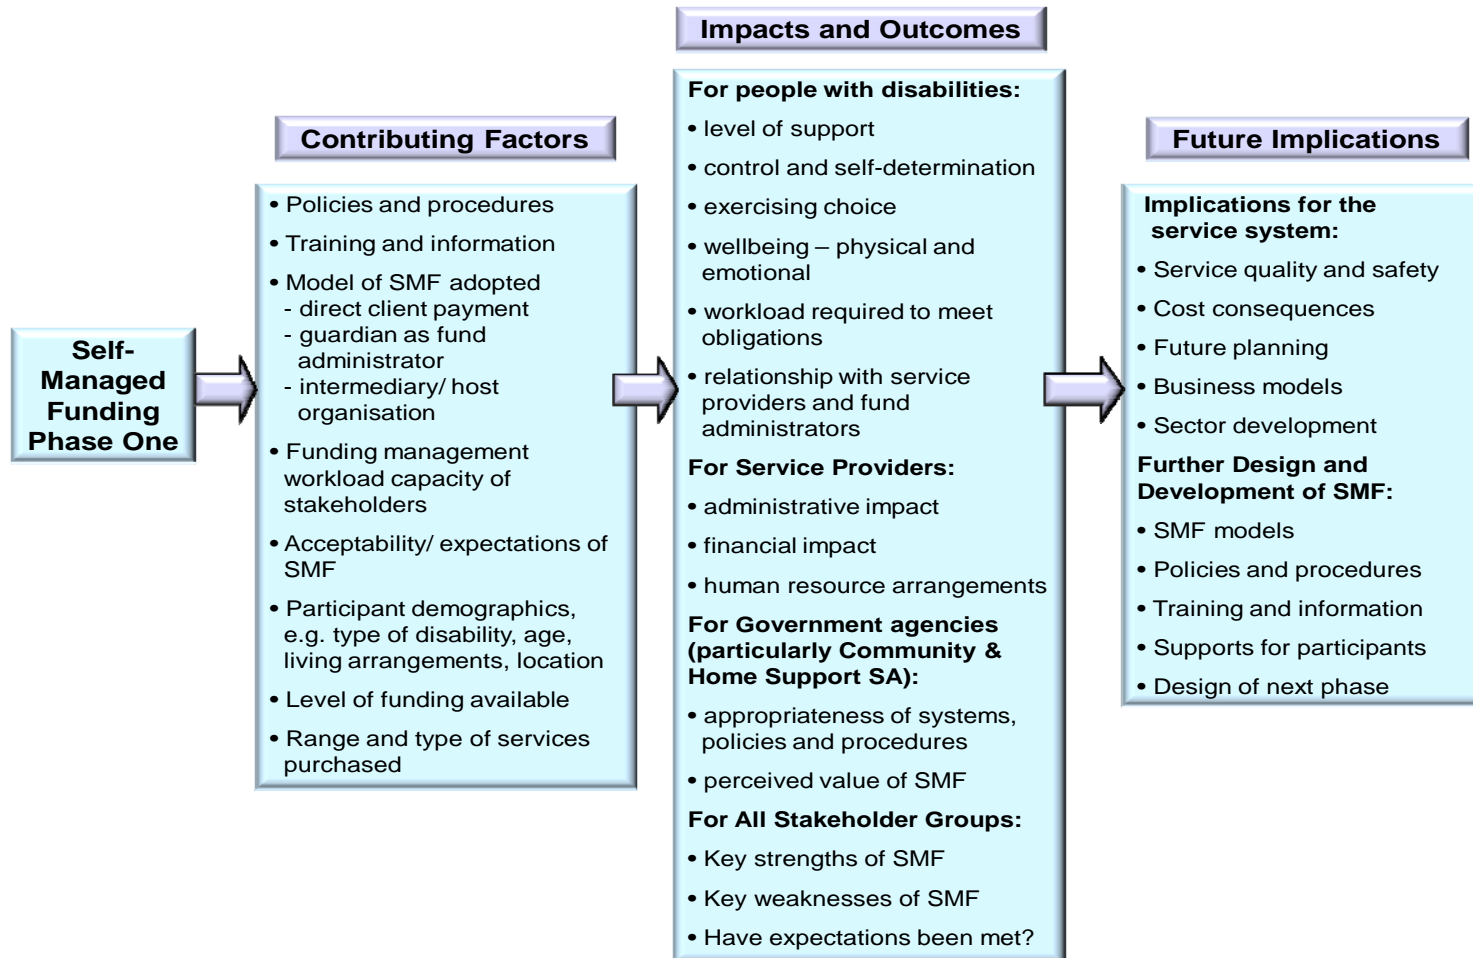 Self-
Managed
Funding
Phase One
Contributing Factors
• Policies and procedures
• Training and information
• Model of SMF adopted
- direct client payment
- guardian as fund
administrator
- intermediary/ host
organisation
• Funding management
workload capacity of
stakeholders
• Acceptability/ expectations of
SMF
• Participant demographics,
e.g. type of disability, age,
living arrangements, location
• Level of funding available
• Range and type of services
purchased
Impacts and Outcomes
For people with disabilities:
• level of support
• control and self-determination
• exercising choice
• wellbeing – physical and
emotional
• workload required to meet
obligations
• relationship with service
providers and fund
administrators
For Service Providers:
• administrative impact
• financial impact
• human resource arrangements
For Government agencies
(particularly Community &
Home Support SA):
• appropriateness of systems,
policies and procedures
• perceived value of SMF
For All Stakeholder Groups:
• Key strengths of SMF
• Key weaknesses of SMF
• Have expectations been met?
Future Implications
Implications for the
service system:
• Service quality and safety
• Cost consequences
• Future planning
• Business models
• Sector development
Further Design and
Development of SMF:
• SMF models
• Policies and procedures
• Training and information
• Supports for participants
• Design of next phase